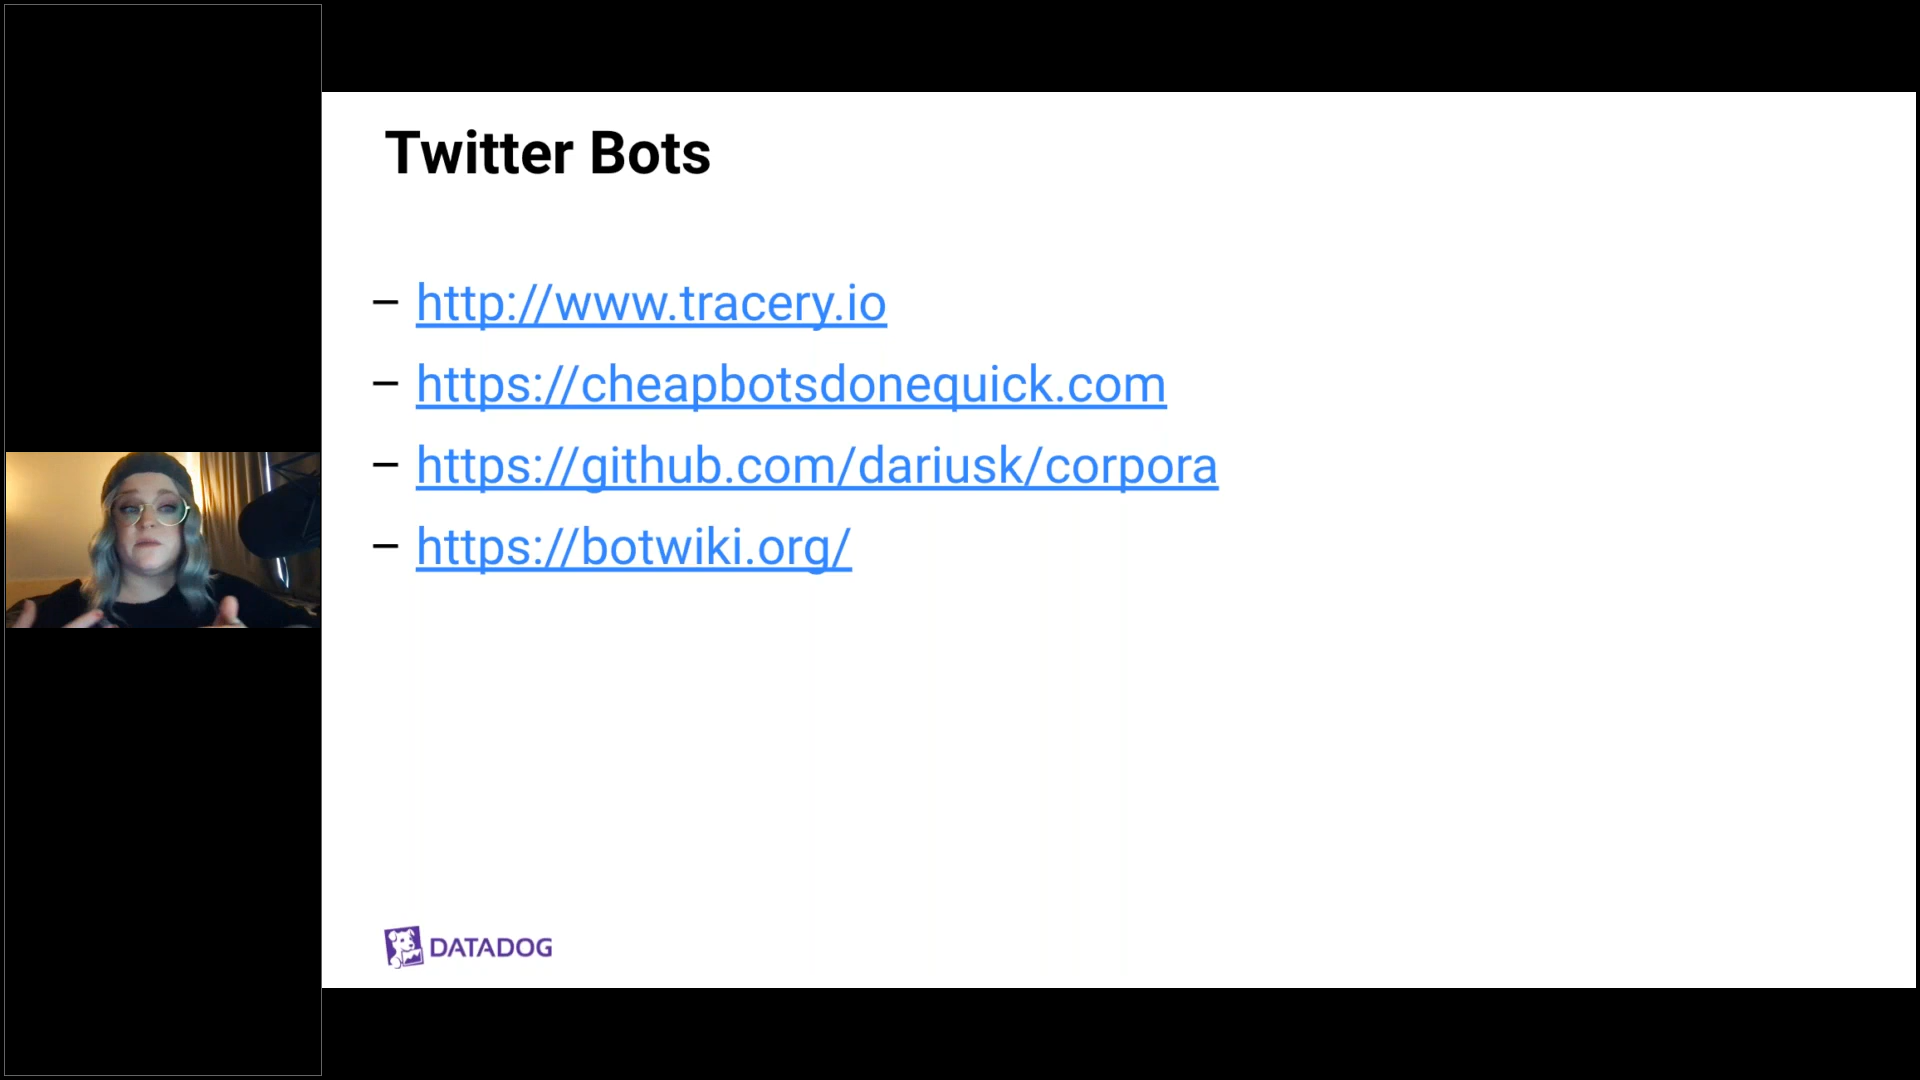 Twitter Bots
– http://www.tracery.io
– https://cheapbotsdonequick.com
– https://github.com/dariusk/corpora
– https://botwiki.org/
DATADOG